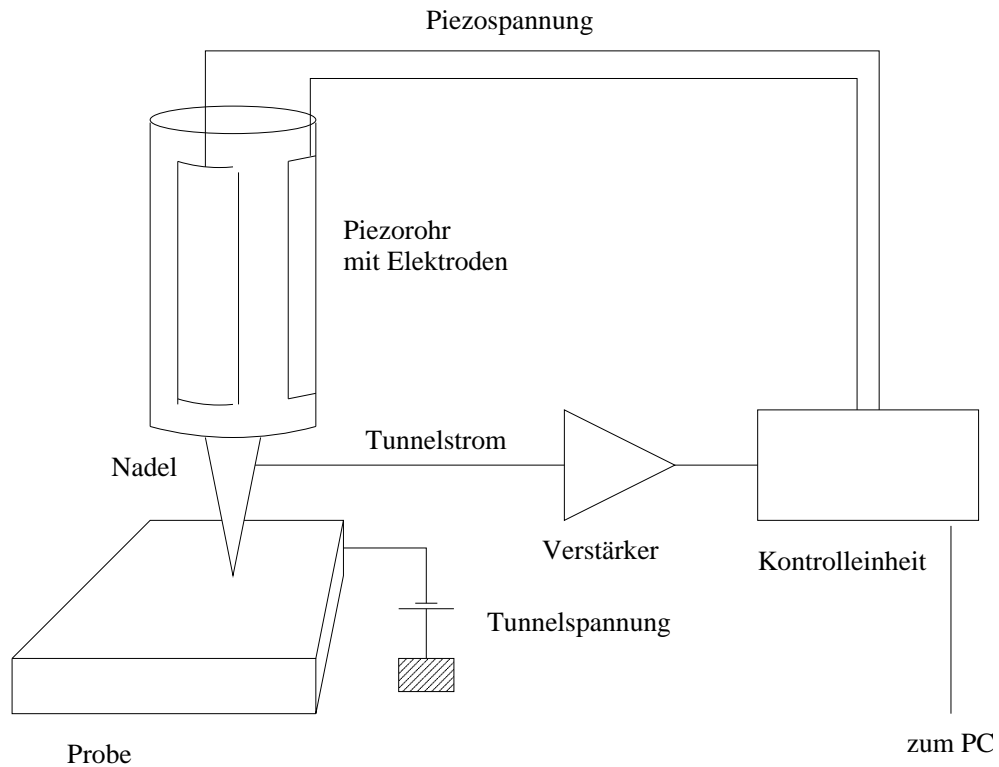 Piezospannung
Piezorohr
mit Elektroden
Tunnelstrom
Nadel
Verstärker
Kontrolleinheit
Tunnelspannung
zum PC
Probe